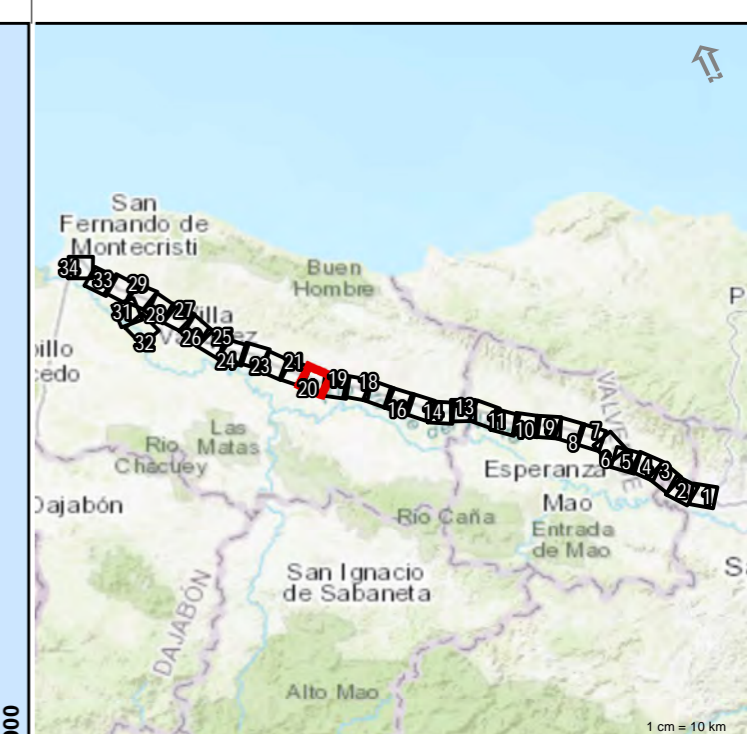 San
Fernando de
Montecristi
Buen
Hombre
34
33
29
31
28
27
32
26
25
24
23
21
20
19
18
16
14
13
11
10
9
8
7
6
5
4
3
2
1
Las
Matas
Rio
Chacuey
Dajabón
Esperanza
Mao
Entrada
de Mao
Rio Caña
San Ignacio
de Sabaneta
DAJABÓN
Alto Mao
000
1 cm = 10 km